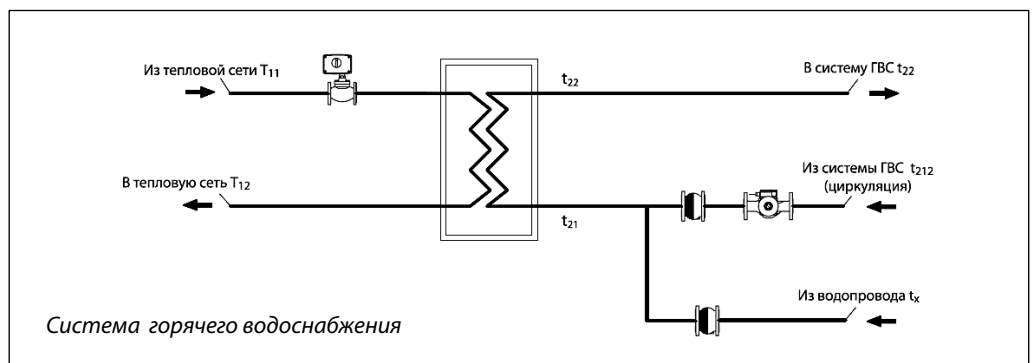 Из тепловой сети T11
t22
В систему ГВС t22
В тепловую сеть T12
t21
Из системы ГВС t212
(циркуляция)
Из водопровода tx
Система горячего водоснабжения